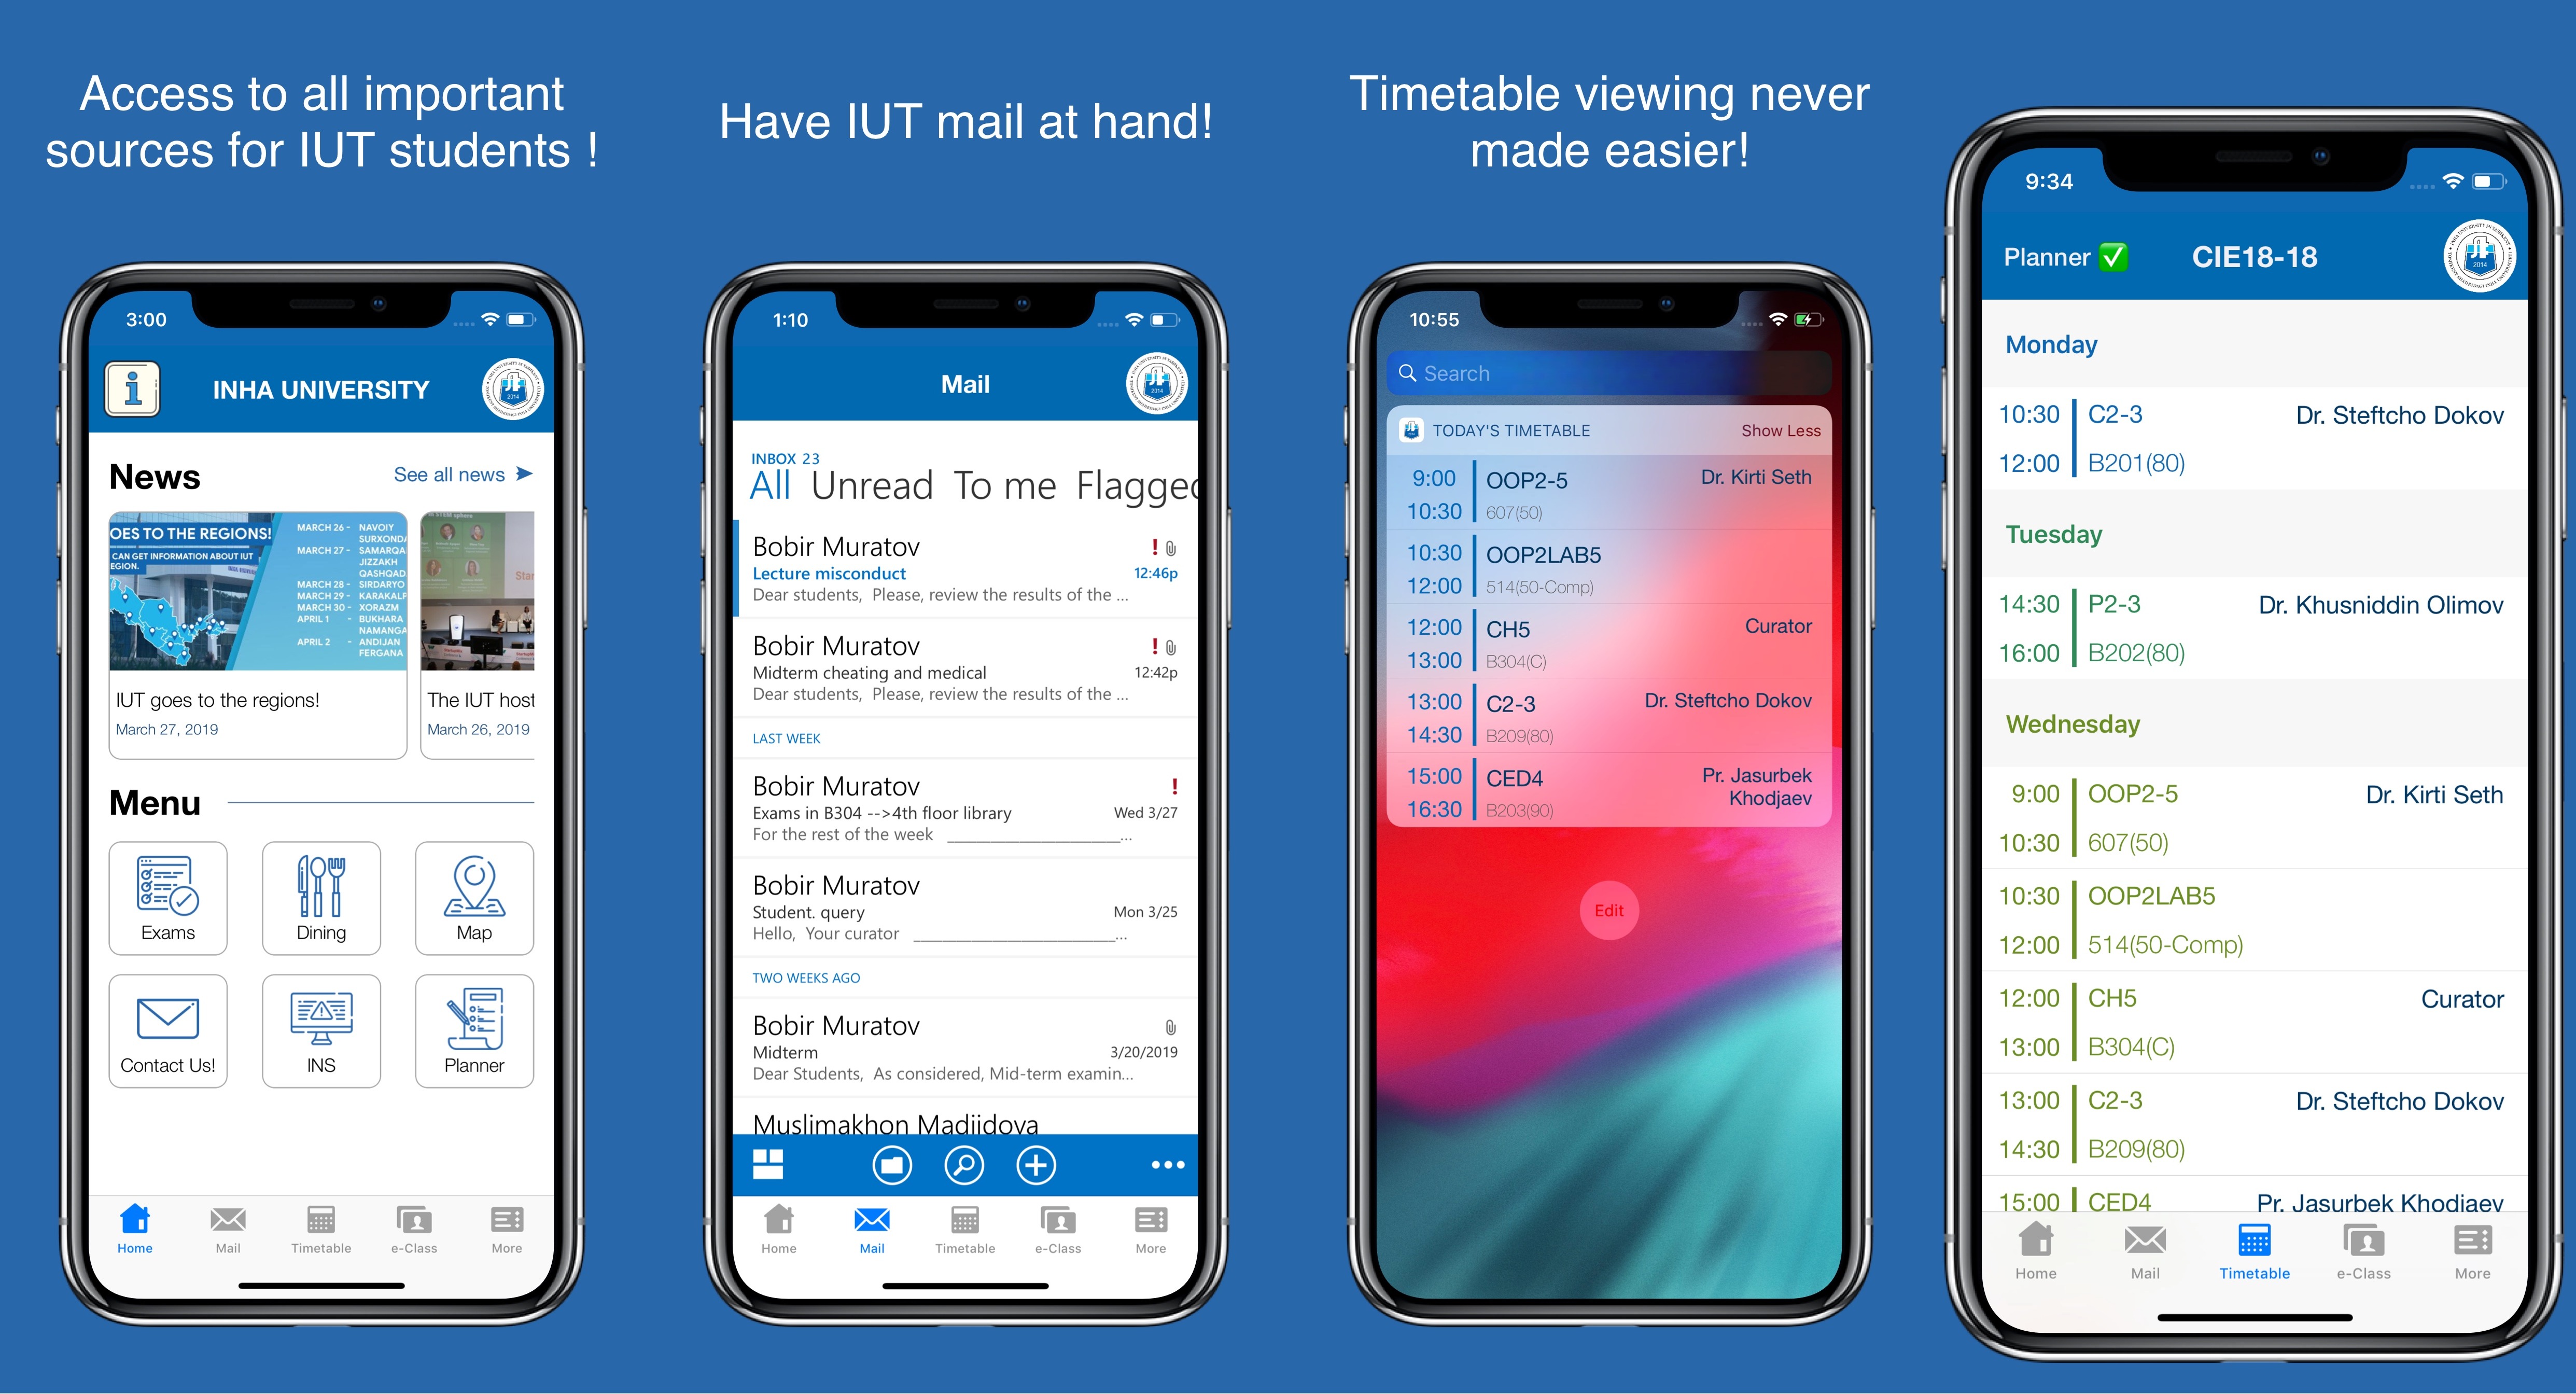 Access to all important
sources for IUT students !
3:00
INHA UNIVERSITY
2014
News
See all news
OES TO THE REGIONS!
CAN GET INFORMATION ABOUT IUT
EGION.
MARCH 26 - NAVOIY
SURXONDA
MARCH 27 - SAMARQA
JIZZAKH
QASHQAD
MARCH 28 - SIRDARYO
MARCH 29 - KARAKALF
MARCH 30 - XORAZM
APRIL 1 - BUKHARA
NAMANGA
APRIL 2 - ANDIJAN
FERGANA
IUT goes to the regions!
March 27, 2019
The IUT host
March 26, 2019
Menu
Exams
Dining
Map
Contact Us!
INS
Planner
Home
Mail
Timetable
e-Class
More
Have IUT mail at hand!
1:10
Mail
2014
INBOX 23
All Unread To me Flagged
Bobir Muratov
Lecture misconduct 12:46p
Dear students, Please, review the results of the ...
Bobir Muratov
Midterm cheating and medical 12:42p
Dear students, Please, review the results of the ...
LAST WEEK
Bobir Muratov
Exams in B304 -->4th floor library Wed 3/27
For the rest of the week ____________________...
Bobir Muratov
Student. query Mon 3/25
Hello, Your curator ________________________...
TWO WEEKS AGO
Bobir Muratov
Midterm 3/20/2019
Dear Students, As considered, Mid-term examin...
Muslimakhon Madjidova
Home
Mail
Timetable
e-Class
More
Timetable viewing never
made easier!
10:55
Search
TODAY'S TIMETABLE Show Less
9:00 OOP2-5 Dr. Kirti Seth
10:30 607(50)
10:30 OOP2LAB5
12:00 514(50-Comp)
12:00 CH5 Curator
13:00 B304(C)
13:00 C2-3 Dr. Steftcho Dokov
14:30 B209(80)
15:00 CED4 Pr. Jasurbek
Khodjaev
16:30 B203(90)
Edit
9:34
Planner CIE18-18
2014
Monday
10:30 C2-3 Dr. Steftcho Dokov
12:00 B201(80)
Tuesday
14:30 P2-3 Dr. Khusniddin Olimov
16:00 B202(80)
Wednesday
9:00 OOP2-5 Dr. Kirti Seth
10:30 607(50)
10:30 OOP2LAB5
12:00 514(50-Comp)
12:00 CH5 Curator
13:00 B304(C)
13:00 C2-3 Dr. Steftcho Dokov
14:30 B209(80)
15:00 CED4 Pr. Jasurbek Khodjaev
Home
Mail
Timetable
e-Class
More